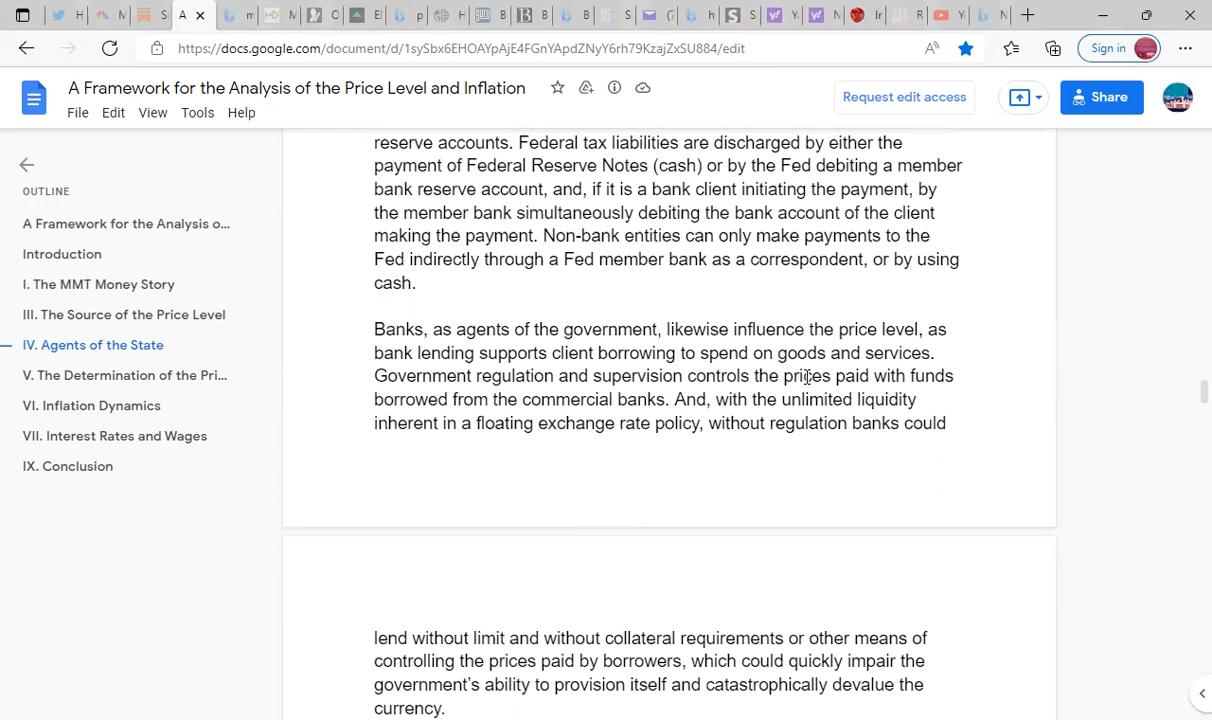 https://docs.google.com/document/d/1sySbx6EHOAYpAjE4FGnYApdZNyY6rh79KzajZxSU884/edit
Sign in
A Framework for the Analysis of the Price Level and Inflation
File Edit View Tools Help
Request edit access
Share
OUTLINE
A Framework for the Analysis o...
Introduction
I. The MMT Money Story
III. The Source of the Price Level
IV. Agents of the State
V. The Determination of the Pri...
VI. Inflation Dynamics
VII. Interest Rates and Wages
IX. Conclusion
reserve accounts. Federal tax liabilities are discharged by either the
payment of Federal Reserve Notes (cash) or by the Fed debiting a member
bank reserve account, and, if it is a bank client initiating the payment, by
the member bank simultaneously debiting the bank account of the client
making the payment. Non-bank entities can only make payments to the
Fed indirectly through a Fed member bank as a correspondent, or by using
cash.
Banks, as agents of the government, likewise influence the price level, as
bank lending supports client borrowing to spend on goods and services.
Government regulation and supervision controls the prices paid with funds
borrowed from the commercial banks. And, with the unlimited liquidity
inherent in a floating exchange rate policy, without regulation banks could
lend without limit and without collateral requirements or other means of
controlling the prices paid by borrowers, which could quickly impair the
government's ability to provision itself and catastrophically devalue the
currency.